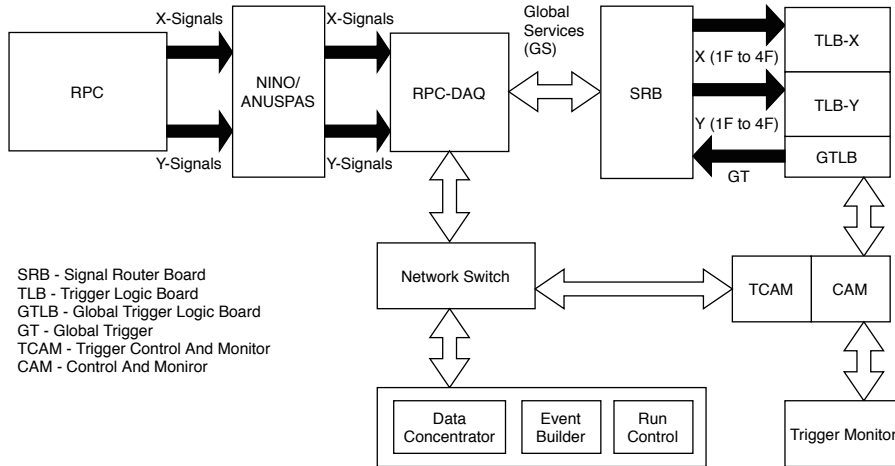 X-Signals
X-Signals
Global
Services
(GS)
TLB-X
RPC
NINO/
ANUSPAS
RPC-DAQ
SRB
X (1F to 4F)
TLB-Y
Y-Signals
Y-Signals
Y (1F to 4F)
GTLB
GT
SRB - Signal Router Board
TLB - Trigger Logic Board
GTLB - Global Trigger Logic Board
GT - Global Trigger
TCAM - Trigger Control And Monitor
CAM - Control And Moniror
Network Switch
TCAM
CAM
Data
Concentrator
Event
Builder
Run
Control
Trigger Monitor